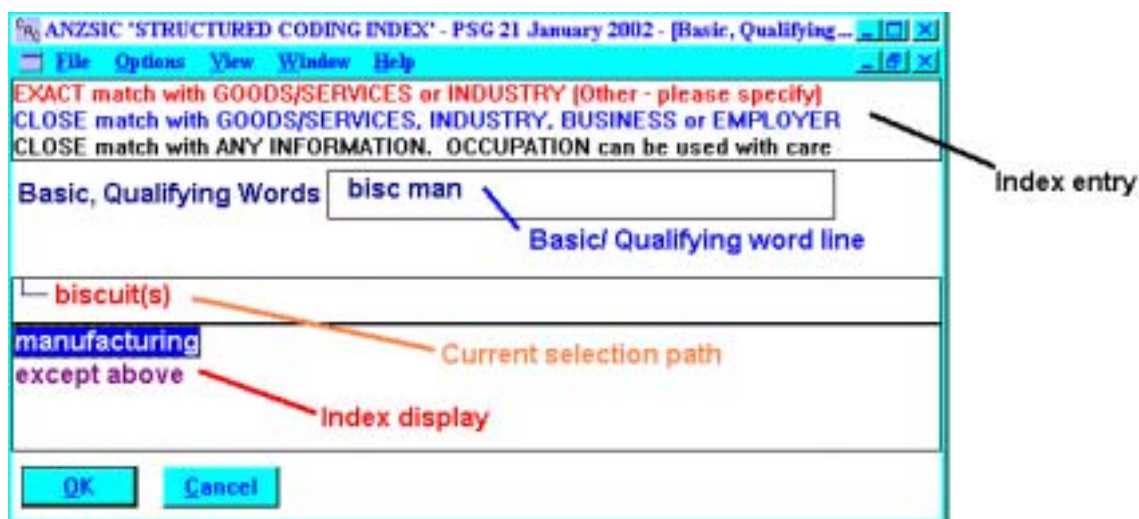 ANZSIC 'STRUCTURED CODING INDEX' - PSG 21 January 2002 - [Basic, Qualifying ...
File Options View Window Help
EXACT match with GOODS/SERVICES or INDUSTRY (Other - please specify)
CLOSE match with GOODS/SERVICES, INDUSTRY, BUSINESS or EMPLOYER
CLOSE match with ANY INFORMATION. OCCUPATION can be used with care
Index entry
Basic, Qualifying Words bisc man
Basic/ Qualifying word line
biscuit(s)
manufacturing
Current selection path
except above
Index display
OK Cancel